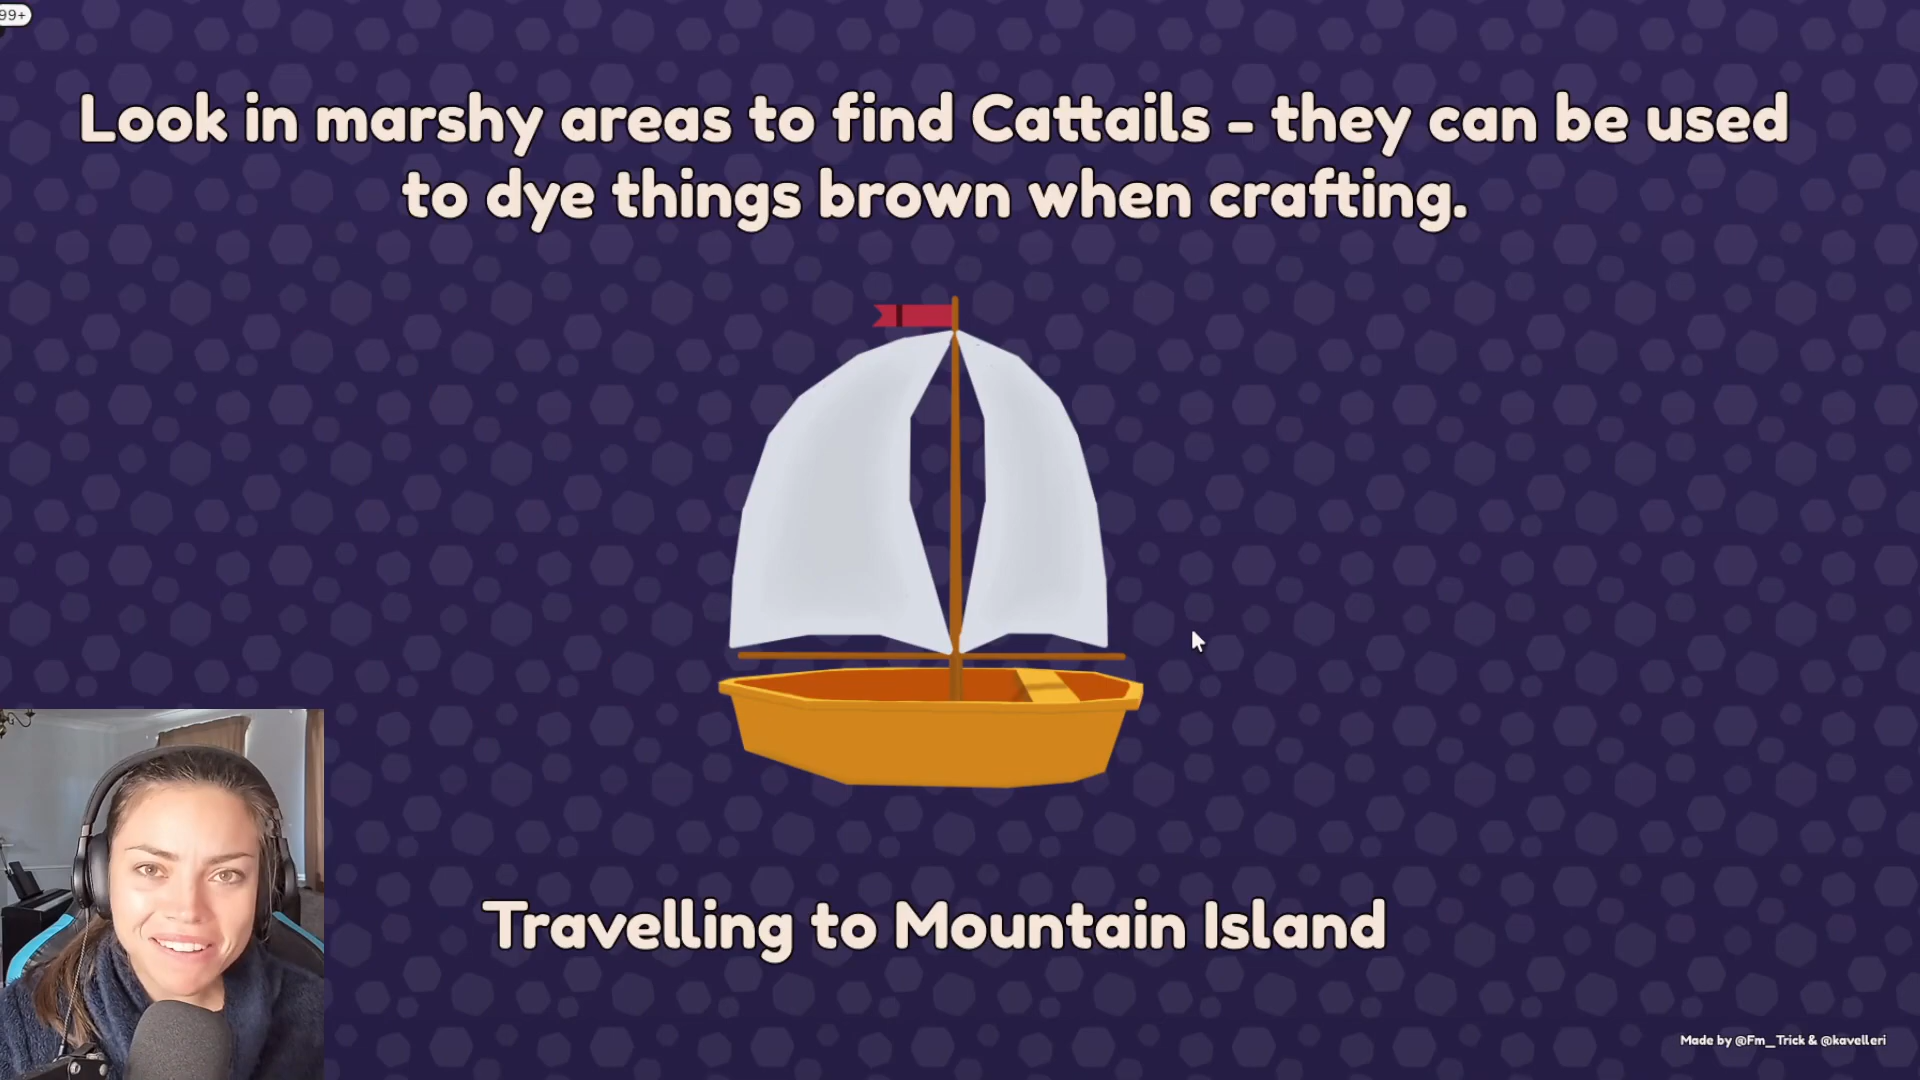 99+
Look in marshy areas to find Cattails - they can be used
to dye things brown when crafting.
Travelling to Mountain Island
Made by @Fm_Trick & @kavelleri